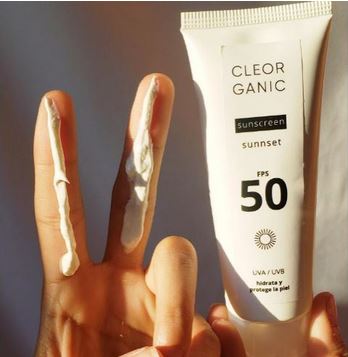 CLEOR
GANIC
sunscreen
sunnset
FPS
50
UVA / UVB
hidrata y
protege la piel